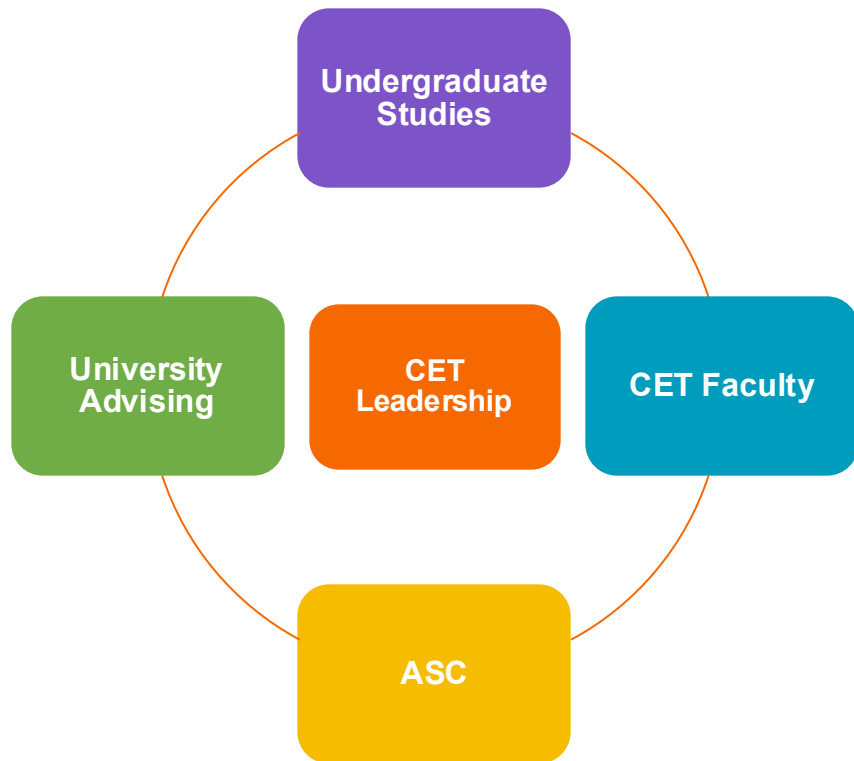 Undergraduate
Studies
University
Advising
CET
Leadership
CET Faculty
ASC